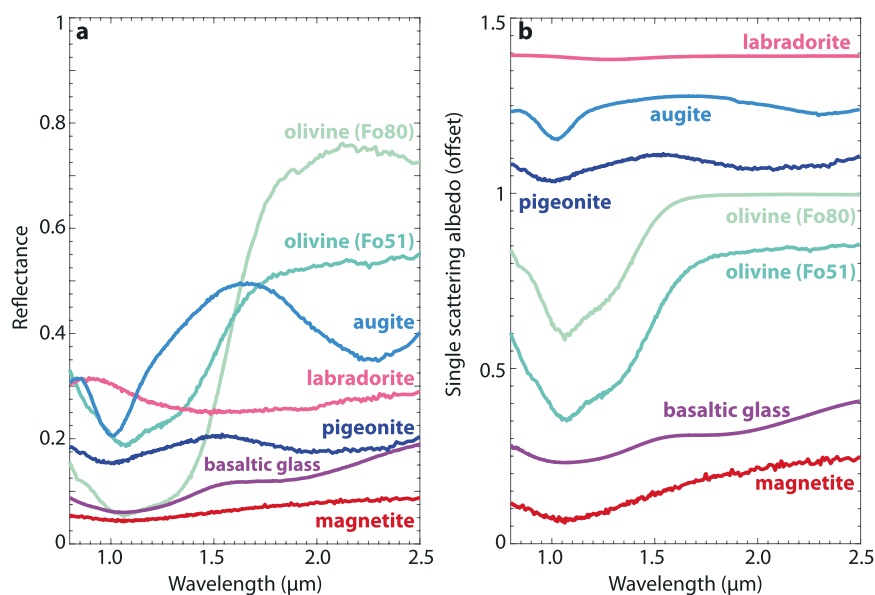 a
Reflectance
1
0.8
0.6
0.4
0.2
0
olivine (Fo80)
olivine (Fo51)
augite
labradorite
pigeonite
basaltic glass
magnetite
1.0
1.5
2.0
2.5
Wavelength (μm)
b
Single scattering albedo (offset)
1.5
1
0.5
0
labradorite
augite
pigeonite
olivine (Fo80)
olivine (Fo51)
basaltic glass
magnetite
1.0
1.5
2.0
2.5
Wavelength (μm)